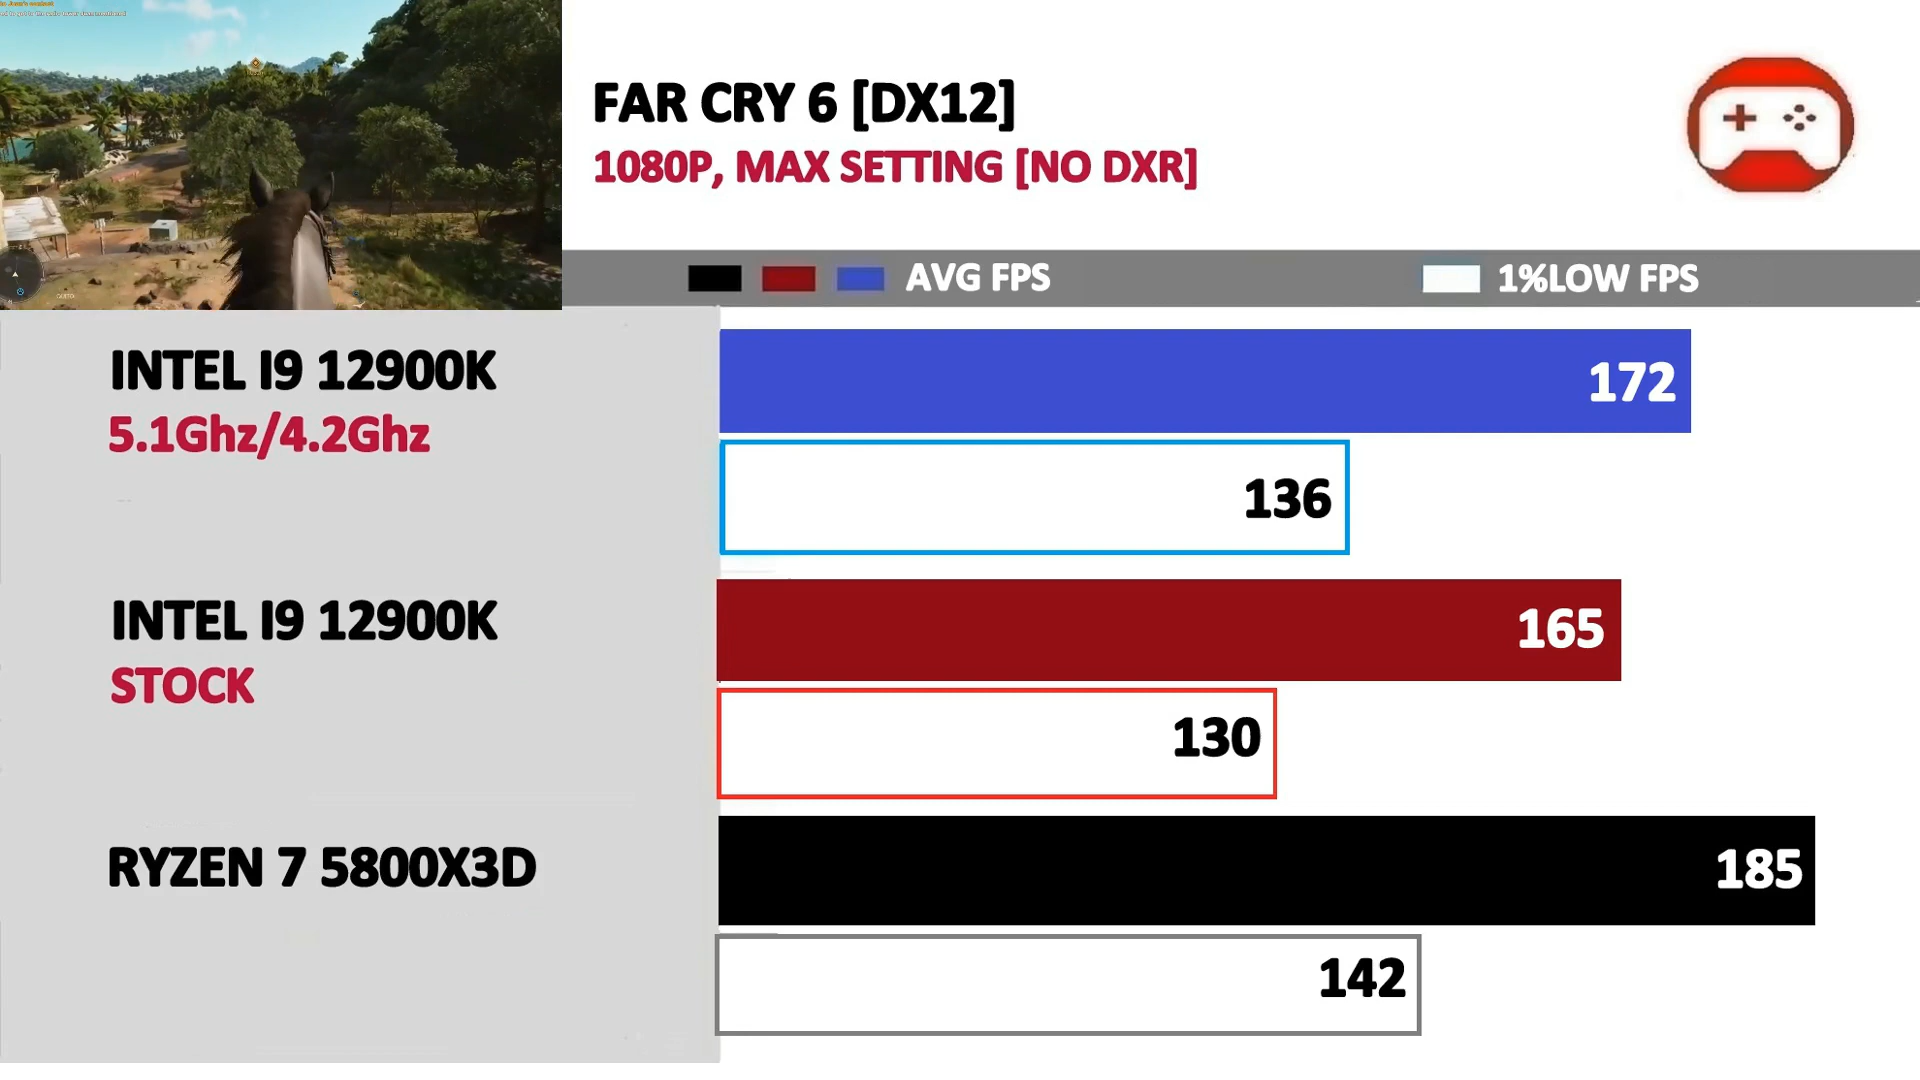 FAR CRY 6 [DX12]
1080P, MAX SETTING [NO DXR]
AVG FPS
1%LOW FPS
INTEL I9 12900K
5.1Ghz/4.2Ghz
172
136
INTEL I9 12900K
STOCK
165
130
RYZEN 7 5800X3D
185
142